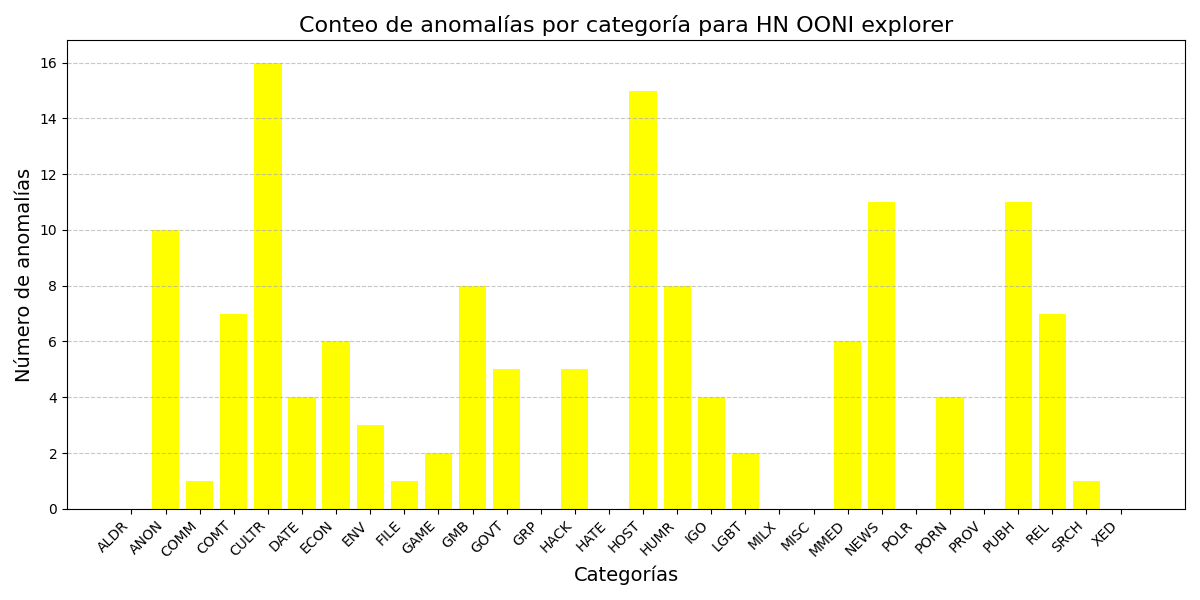 Conteo de anomalías por categoría para HN OONI explorer
Número de anomalías
16
14
12
10
8
6
4
2
0
ALDR
ANON
COMM
COMT
CULTR
DATE
ECON
ENV
FILE
GAME
GMB
GOVT
GRP
HACK
HATE
HOST
HUMR
IGO
LGBT
MILX
MISC
MMED
NEWS
POLR
PORN
PROV
PUBH
REL
SRCH
XED
Categorías